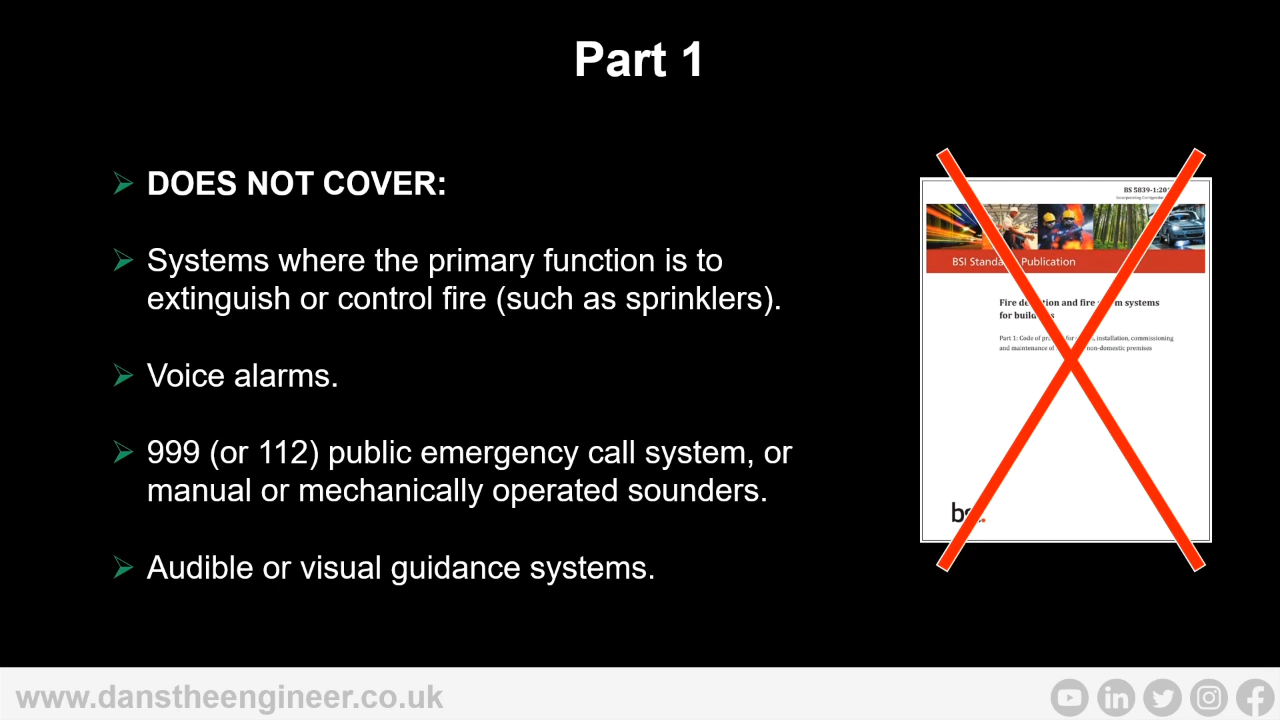 Part 1
DOES NOT COVER:
Systems where the primary function is to
extinguish or control fire (such as sprinklers).
Voice alarms.
999 (or 112) public emergency call system, or
manual or mechanically operated sounders.
Audible or visual guidance systems.
BS 5839-1:20
BSI Standa Publication
Fire de tion and fire m systems
for build s
Part 1: Code of pr for , installation, commissioning
and maintenance of non-domestic premises
bs
www.danstheengineer.co.uk